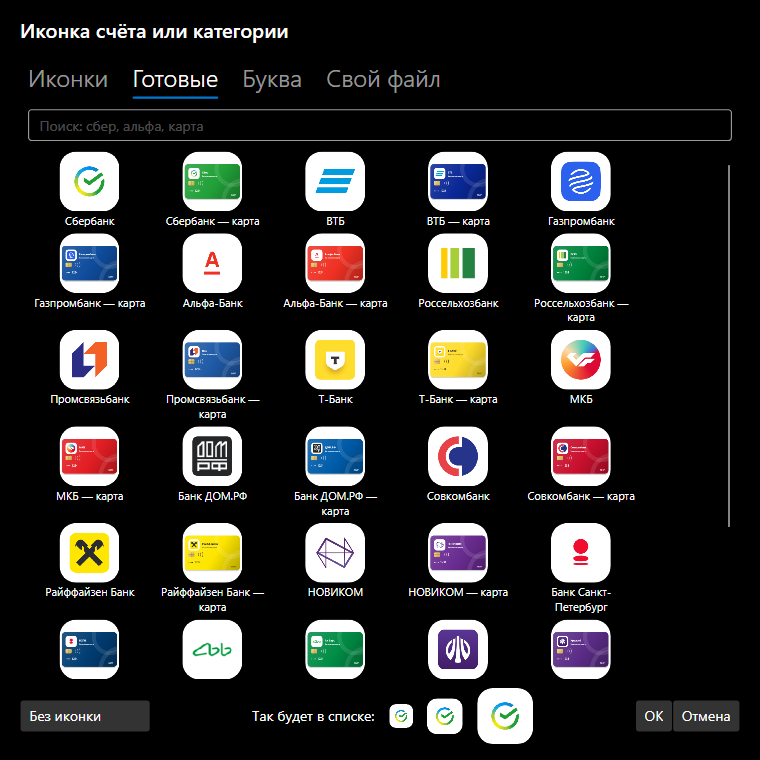 Иконка счёта или категории
Иконки Готовые Буква Свой файл
Поиск: сбер, альфа, карта
Сбербанк Сбербанк — карта ВТБ ВТБ — карта Газпромбанк
Газпромбанк — карта Альфа-Банк Альфа-Банк — карта Россельхозбанк Россельхозбанк —
карта
Промсвязьбанк Промсвязьбанк — Т-Банк Т-Банк — карта МКБ
карта
ДОМ
РФ
МКБ — карта Банк ДОМ.РФ Банк ДОМ.РФ — Совкомбанк Совкомбанк — карта
карта
Райффайзен Банк Райффайзен Банк — НОВИКОМ НОВИКОМ — карта Банк Санкт-
карта Петербург
Без иконки Так будет в списке: ОК Отмена